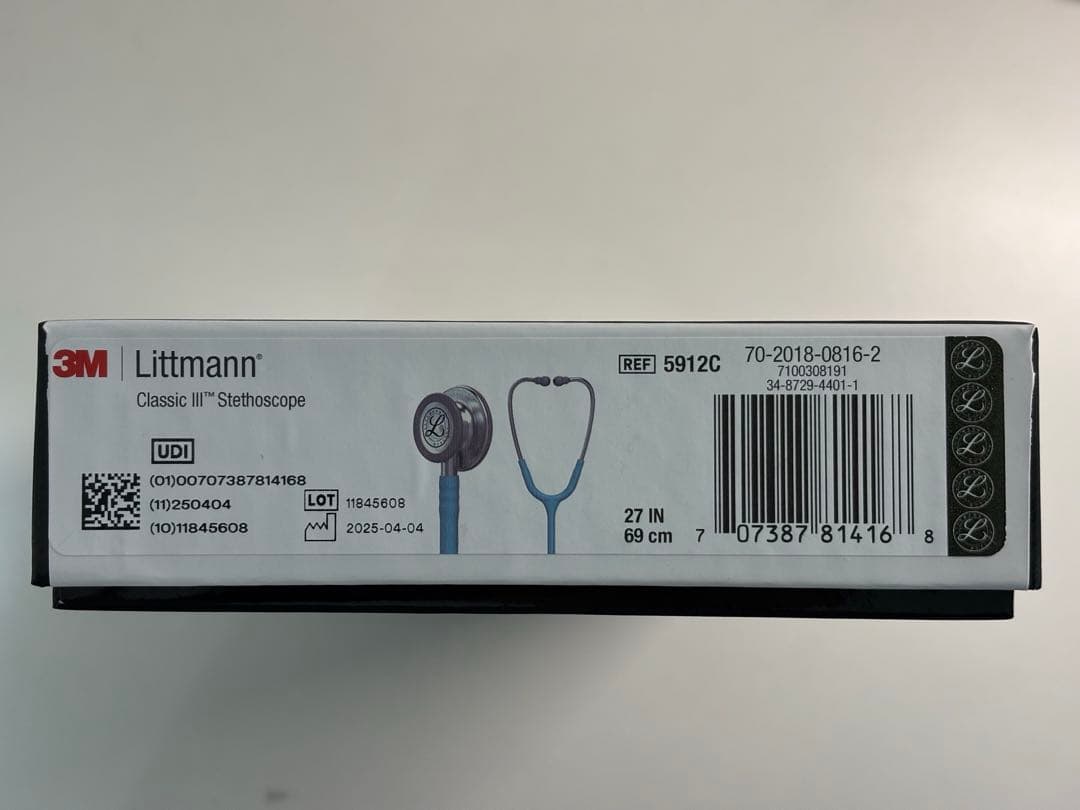 3M | Littmann®
Classic III™ Stethoscope
UDI
(01)00707387814168
(11)250404
(10)11845608
LOT 11845608
2025-04-04
REF 5912C
70-2018-0816-2
7100308191
34-8729-4401-1
27 IN
69 cm
7 07387 81416 8
L
L
L
L
L
L